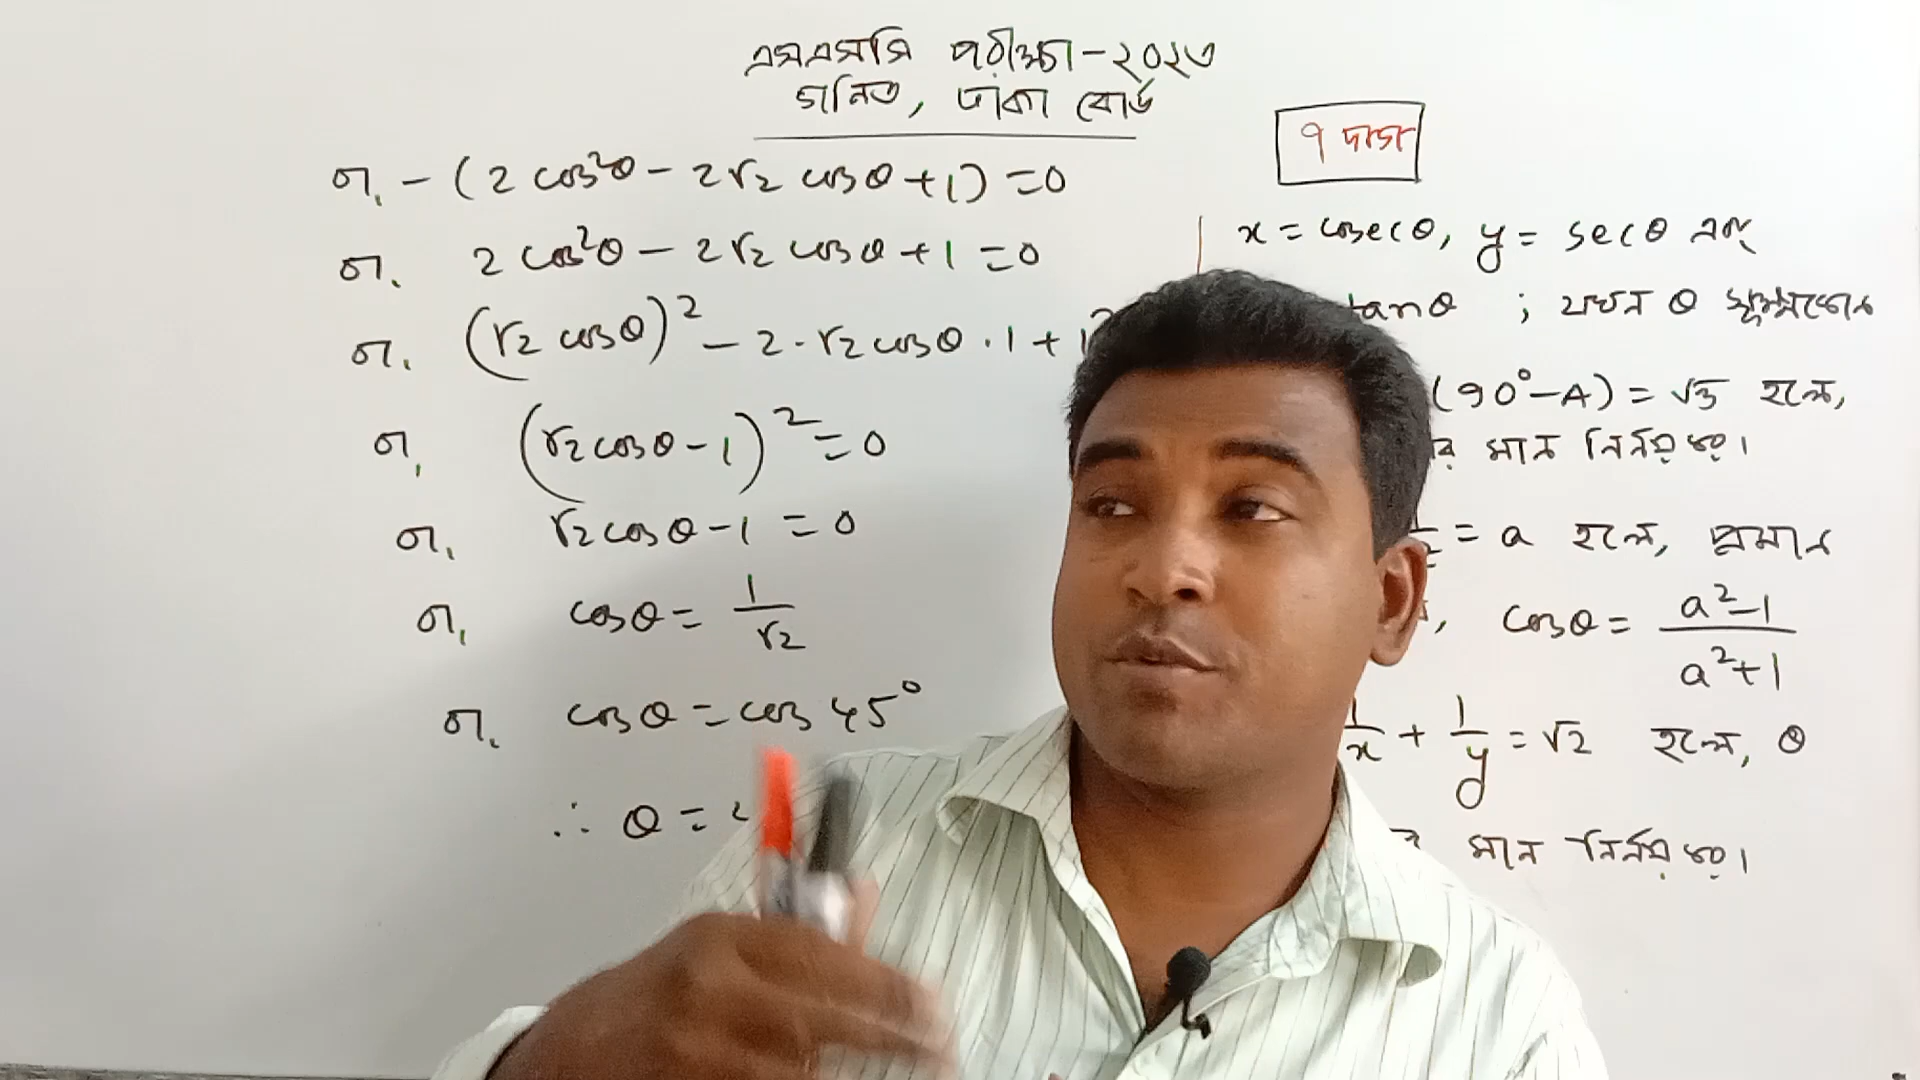 এসএসসি পরীক্ষা-২০২৩
গনিত, ঢাকা বোর্ড
বা, -(2 cos²θ - 2√2 cosθ + 1) = 0
বা, 2 cos²θ - 2√2 cosθ + 1 = 0
বা, (√2 cosθ)² - 2·√2 cosθ·1 + 1
বা, (√2 cosθ - 1)² = 0
বা, √2 cosθ - 1 = 0
বা, cosθ = 1/√2
বা, cosθ = cos 45°
∴ θ =
৭ দাগ
x = cosecθ, y = secθ এবং
tanθ ; যখন θ সূক্ষ্মকোণ
(90° - A) = √3 হলে,
র মান নির্নয় কর।
= a হলে, প্রমাণ
, cosθ = (a² - 1)/(a² + 1)
1/x + 1/y = √2 হলে, θ
মান নির্নয় কর।